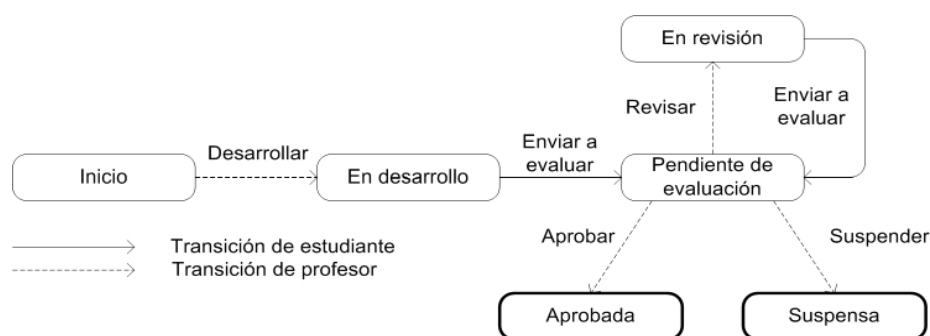 En revisión
Revisar
Enviar a
evaluar
Desarrollar
Enviar a
evaluar
Inicio
En desarrollo
Pendiente de
evaluación
Transición de estudiante
Transición de profesor
Aprobar
Suspender
Aprobada
Suspensa